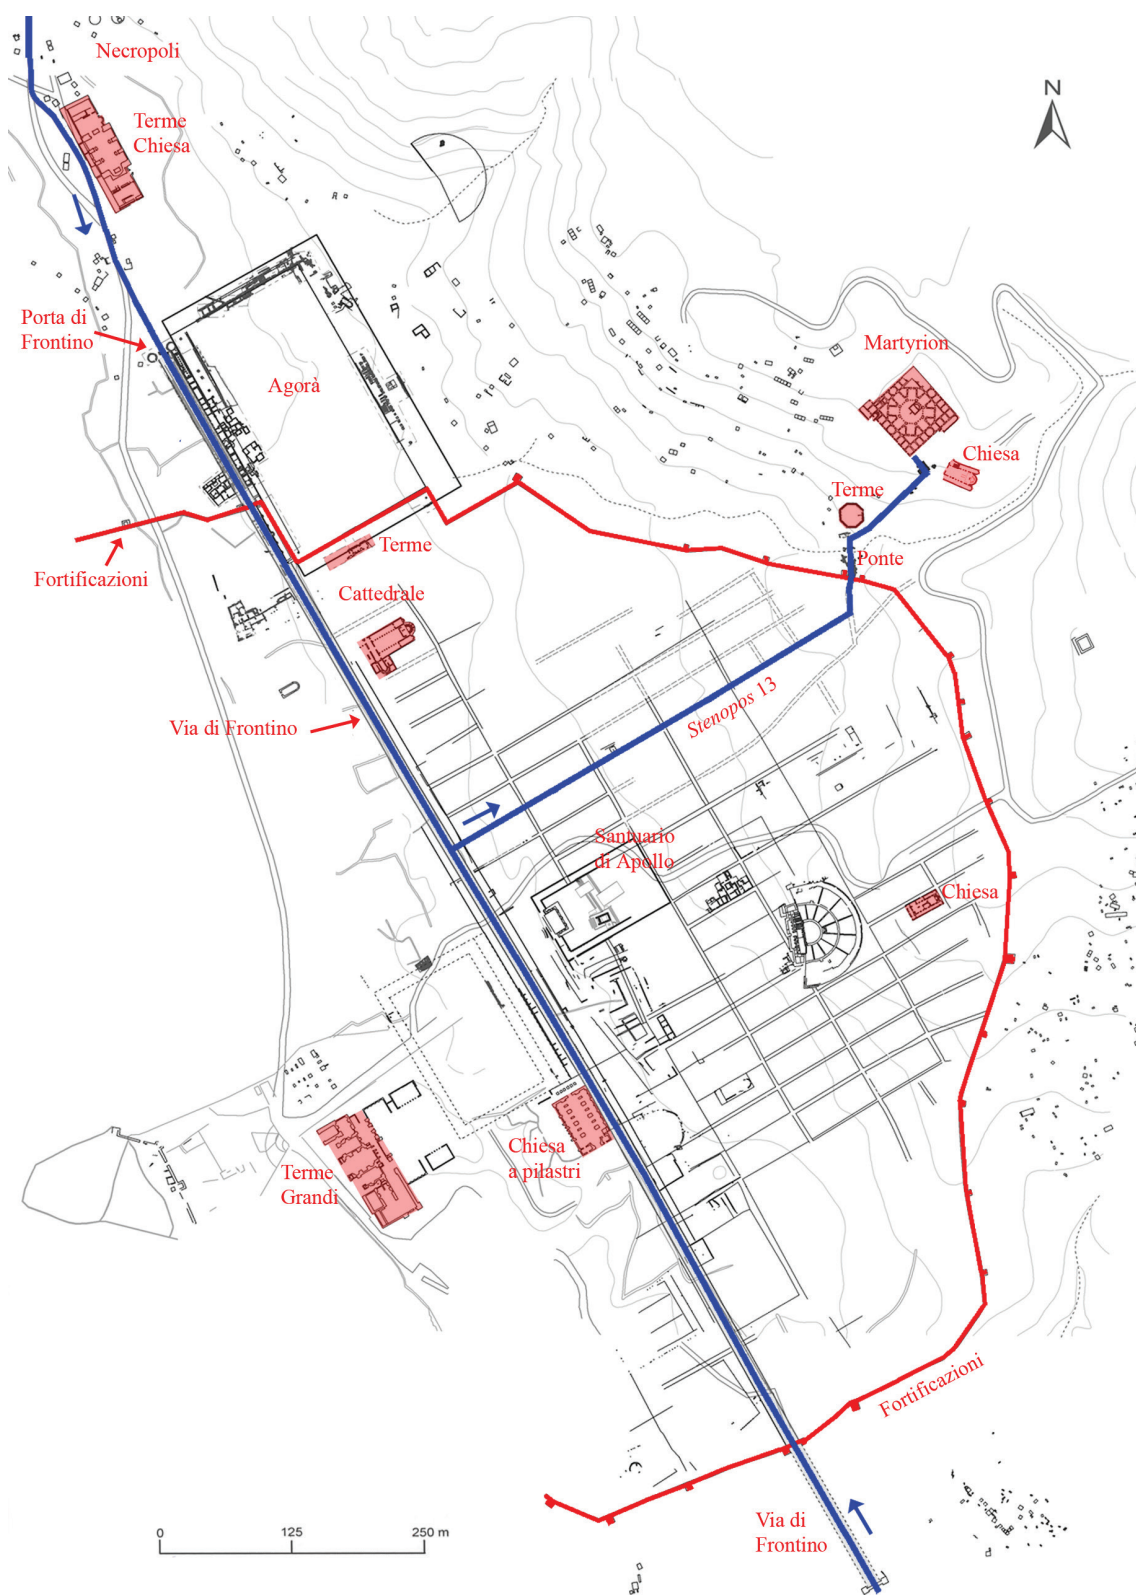 Necropoli
N
Terme
Chiesa
Porta di
Frontino
Agorà
Martyrion
Chiesa
Terme
Terme
Ponte
Fortificazioni
Cattedrale
Stenopos 13
Via di Frontino
Santuario
di Apollo
Chiesa
Chiesa
a pilastri
Terme
Grandi
Fortificazioni
Via di
Frontino
0 125 250 m